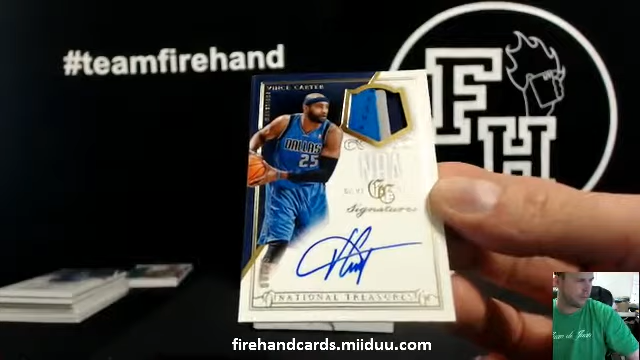 #teamfirehand
FH
VINCE CARTER
DALLAS
25
Signatures
NATIONAL TREASURES
firehandcards.miiduu.com